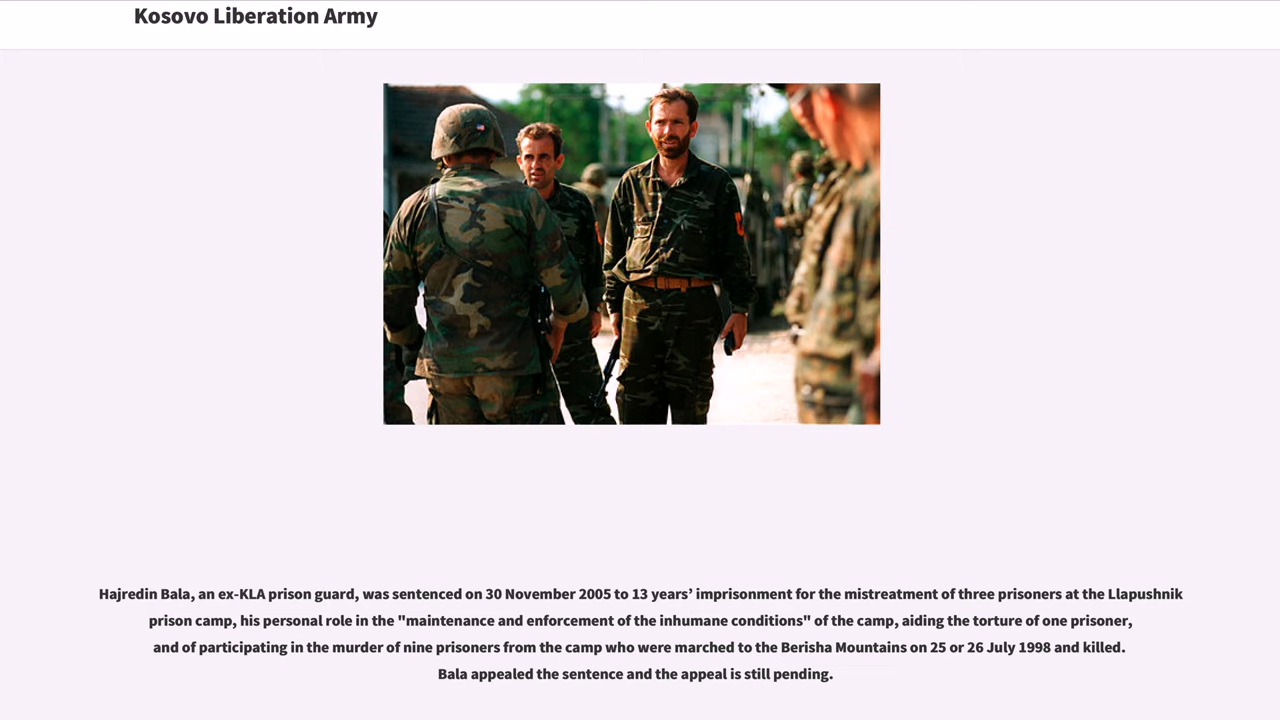 Kosovo Liberation Army
Hajredin Bala, an ex-KLA prison guard, was sentenced on 30 November 2005 to 13 years’ imprisonment for the mistreatment of three prisoners at the Llapushnik
prison camp, his personal role in the "maintenance and enforcement of the inhumane conditions" of the camp, aiding the torture of one prisoner,
and of participating in the murder of nine prisoners from the camp who were marched to the Berisha Mountains on 25 or 26 July 1998 and killed.
Bala appealed the sentence and the appeal is still pending.